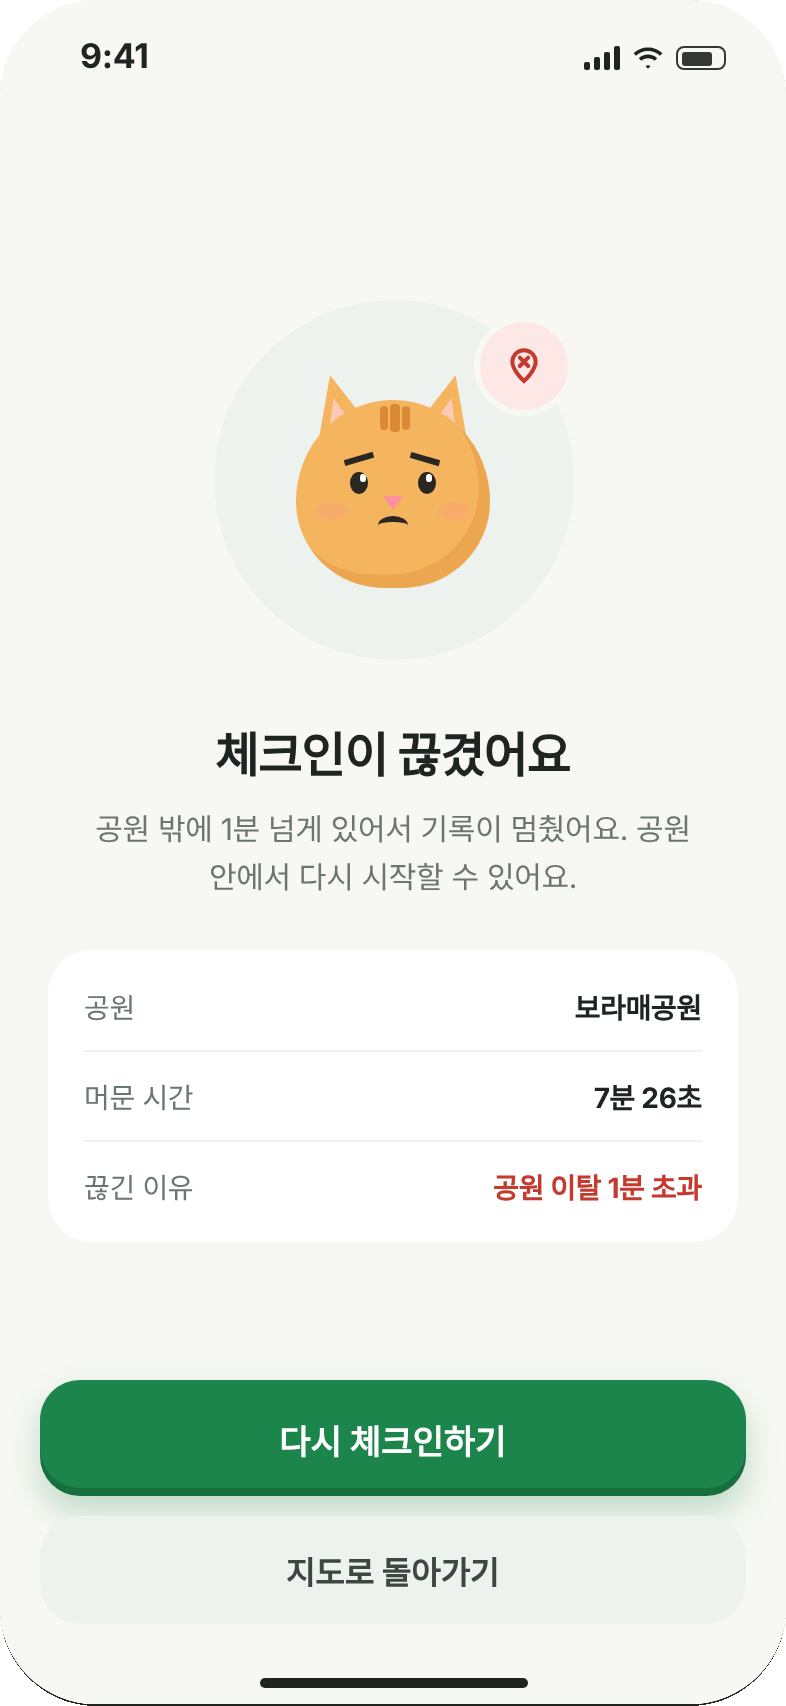 9:41
체크인이 끊겼어요
공원 밖에 1분 넘게 있어서 기록이 멈췄어요. 공원
안에서 다시 시작할 수 있어요.
공원 보라매공원
머문 시간 7분 26초
끊긴 이유 공원 이탈 1분 초과
다시 체크인하기
지도로 돌아가기